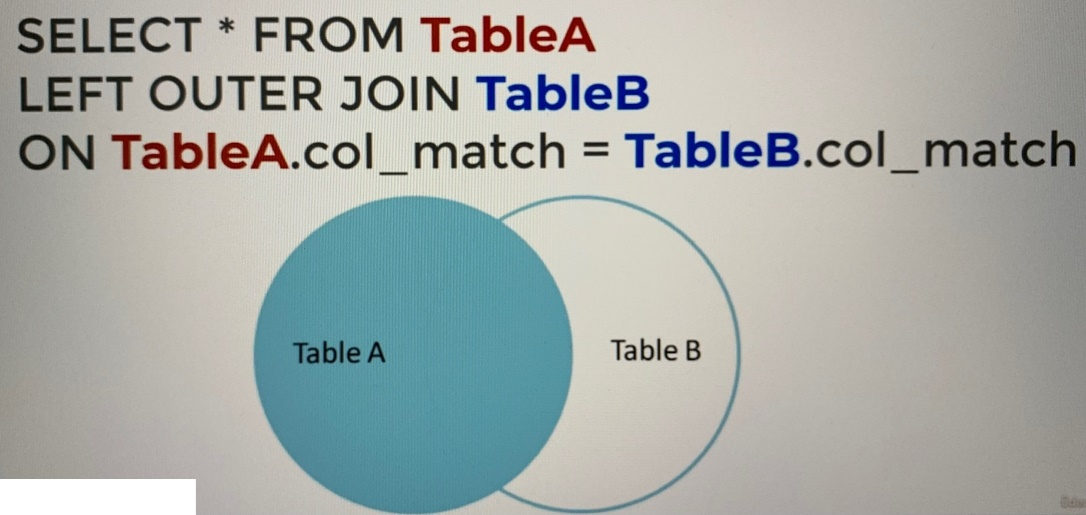 SELECT * FROM TableA
LEFT OUTER JOIN TableB
ON TableA.col_match = TableB.col_match
Table A
Table B